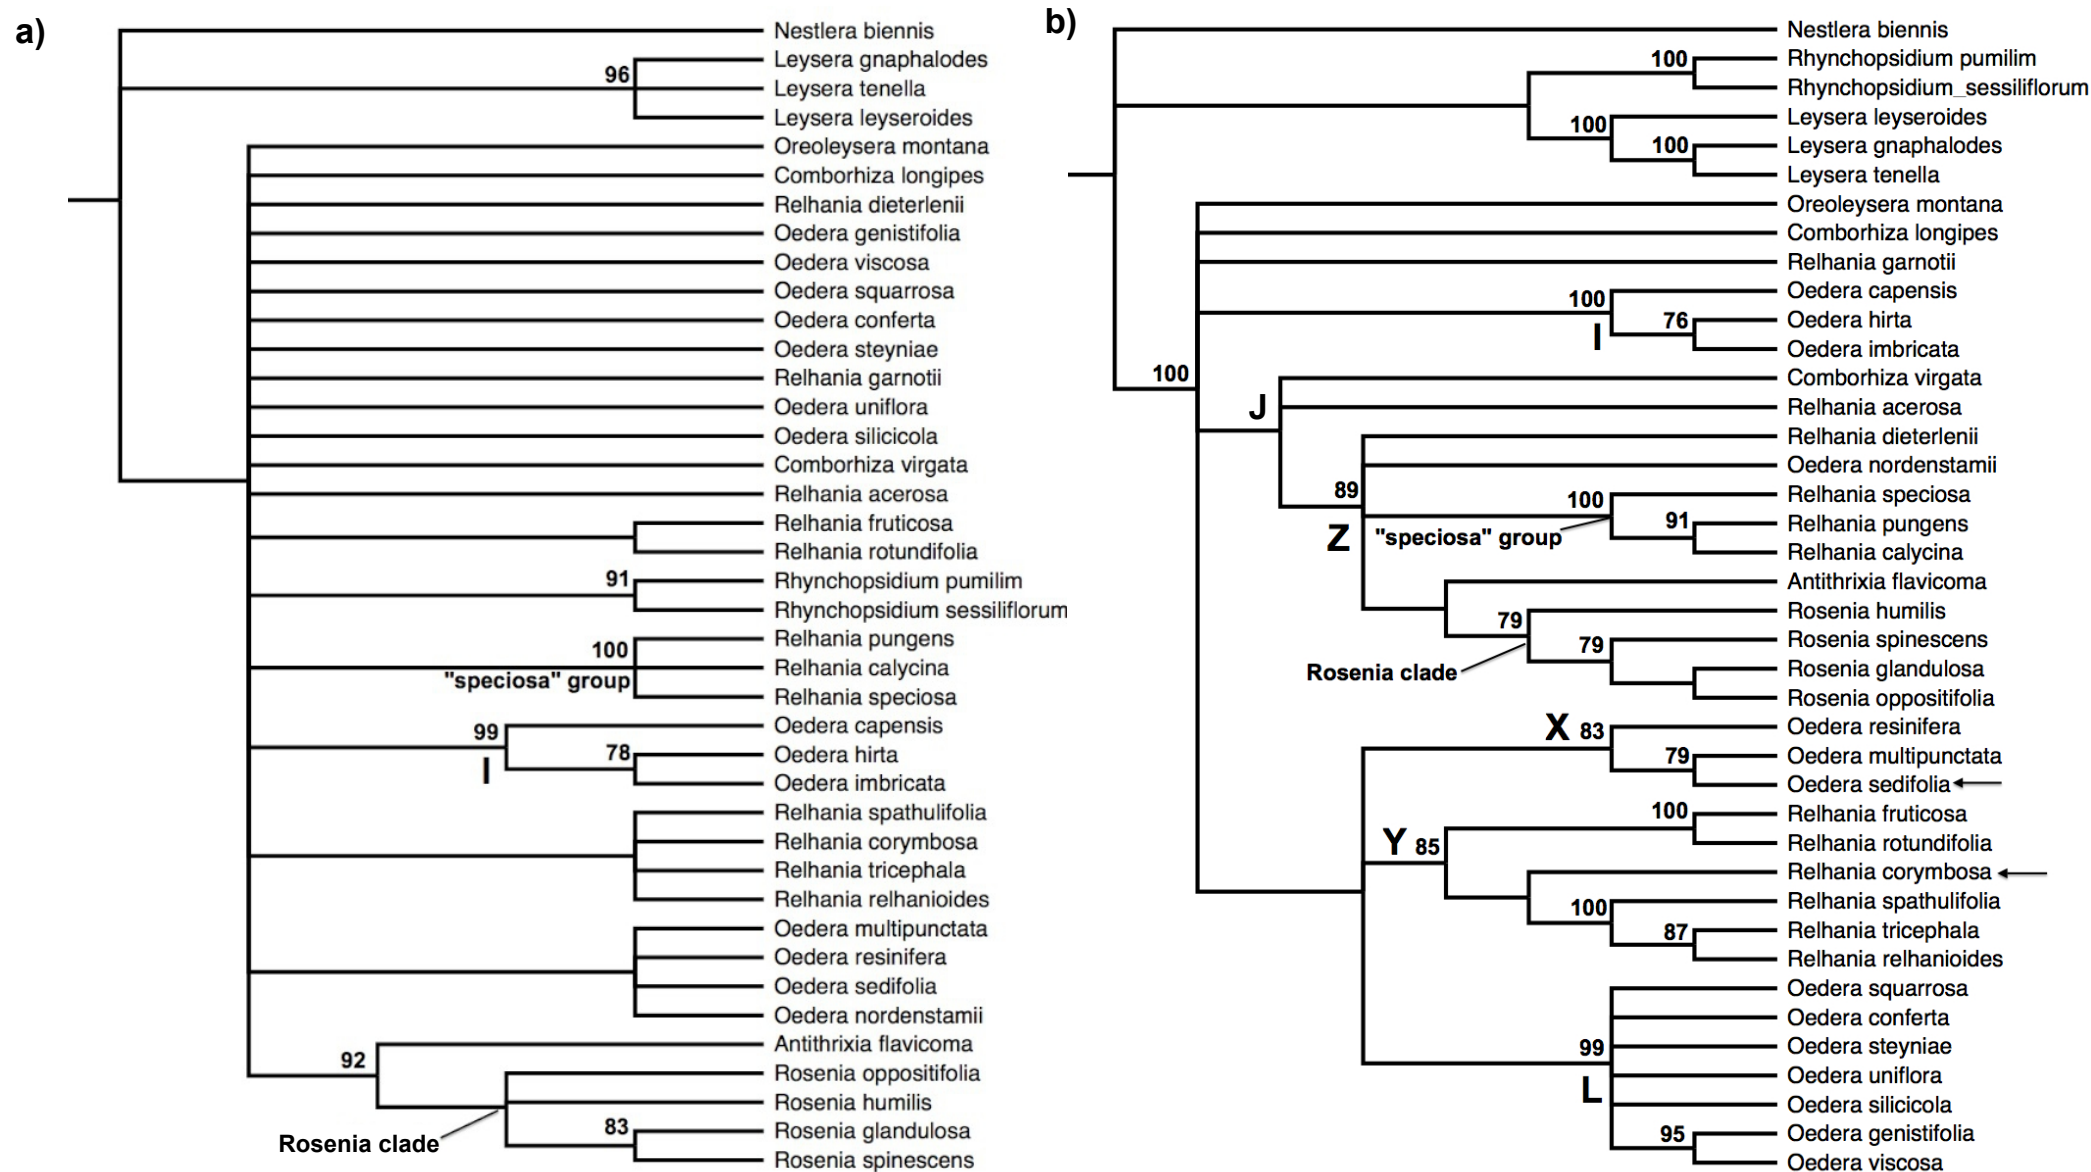 a)
Nestlera biennis
96
Leysera gnaphalodes
Leysera tenella
Leysera leyseroides
Oreoleysera montana
Comborhiza longipes
Relhania dieterlenii
Oedera genistifolia
Oedera viscosa
Oedera squarrosa
Oedera conferta
Oedera steyniae
Relhania garnotii
Oedera uniflora
Oedera silicicola
Comborhiza virgata
Relhania acerosa
Relhania fruticosa
Relhania rotundifolia
91
Rhynchopsidium pumilim
Rhynchopsidium sessiliflorum
Relhania pungens
100
Relhania calycina
"speciosa" group
Relhania speciosa
Oedera capensis
99
Oedera hirta
78
I
Oedera imbricata
Relhania spathulifolia
Relhania corymbosa
Relhania tricephala
Relhania relhanioides
Oedera multipunctata
Oedera resinifera
Oedera sedifolia
Oedera nordenstamii
Antithrixia flavicoma
92
Rosenia oppositifolia
Rosenia humilis
83
Rosenia glandulosa
Rosenia clade
Rosenia spinescens
b)
Nestlera biennis
100
Rhynchopsidium pumilim
Rhynchopsidium_sessiliflorum
Leysera leyseroides
100
Leysera gnaphalodes
100
Leysera tenella
Oreoleysera montana
Comborhiza longipes
Relhania garnotii
Oedera capensis
100
Oedera hirta
76
I
Oedera imbricata
100
Comborhiza virgata
J
Relhania acerosa
Relhania dieterlenii
Oedera nordenstamii
89
Relhania speciosa
100
Relhania pungens
91
Z
"speciosa" group
Relhania calycina
Antithrixia flavicoma
Rosenia humilis
79
Rosenia spinescens
79
Rosenia glandulosa
Rosenia clade
Rosenia oppositifolia
X 83
Oedera resinifera
79
Oedera multipunctata
Oedera sedifolia
100
Relhania fruticosa
Y 85
Relhania rotundifolia
Relhania corymbosa
Relhania spathulifolia
100
Relhania tricephala
87
Relhania relhanioides
Oedera squarrosa
Oedera conferta
99
Oedera steyniae
L
Oedera uniflora
Oedera silicicola
95
Oedera genistifolia
Oedera viscosa